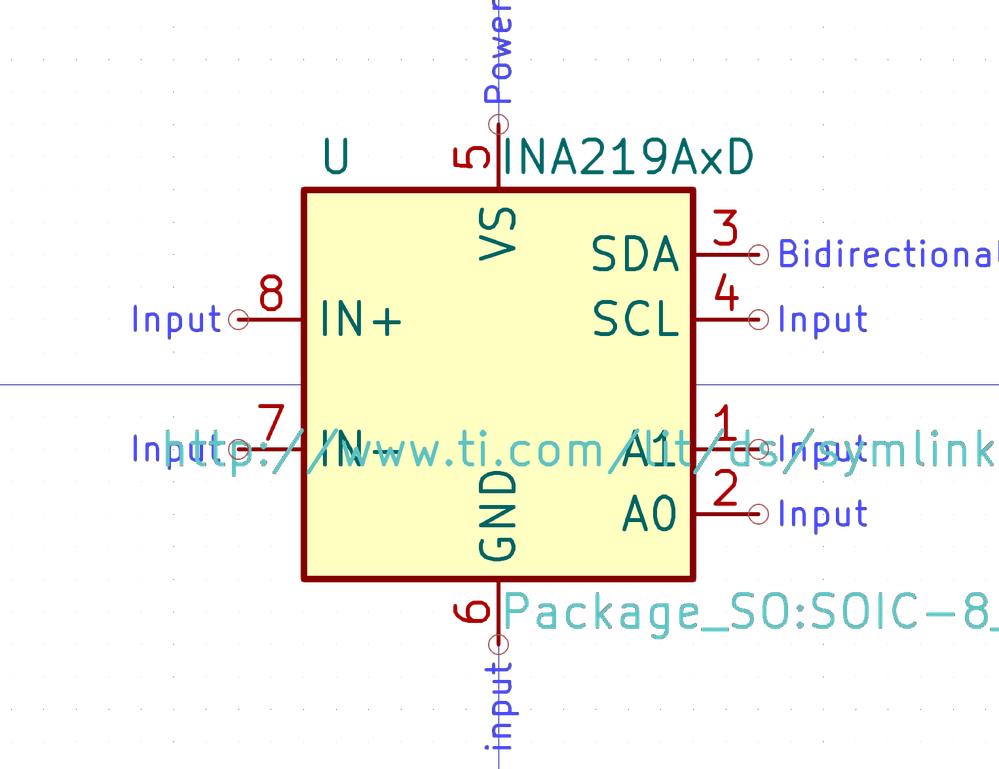 Power
U
5
INA219AxD
VS
SDA
3
Bidirectional
Input
8
IN+
SCL
4
Input
Input
7
IN-
A1
1
Input
http://www.ti.com/lit/ds/symlink
GND
A0
2
Input
6
Package_SO:SOIC-8_
input